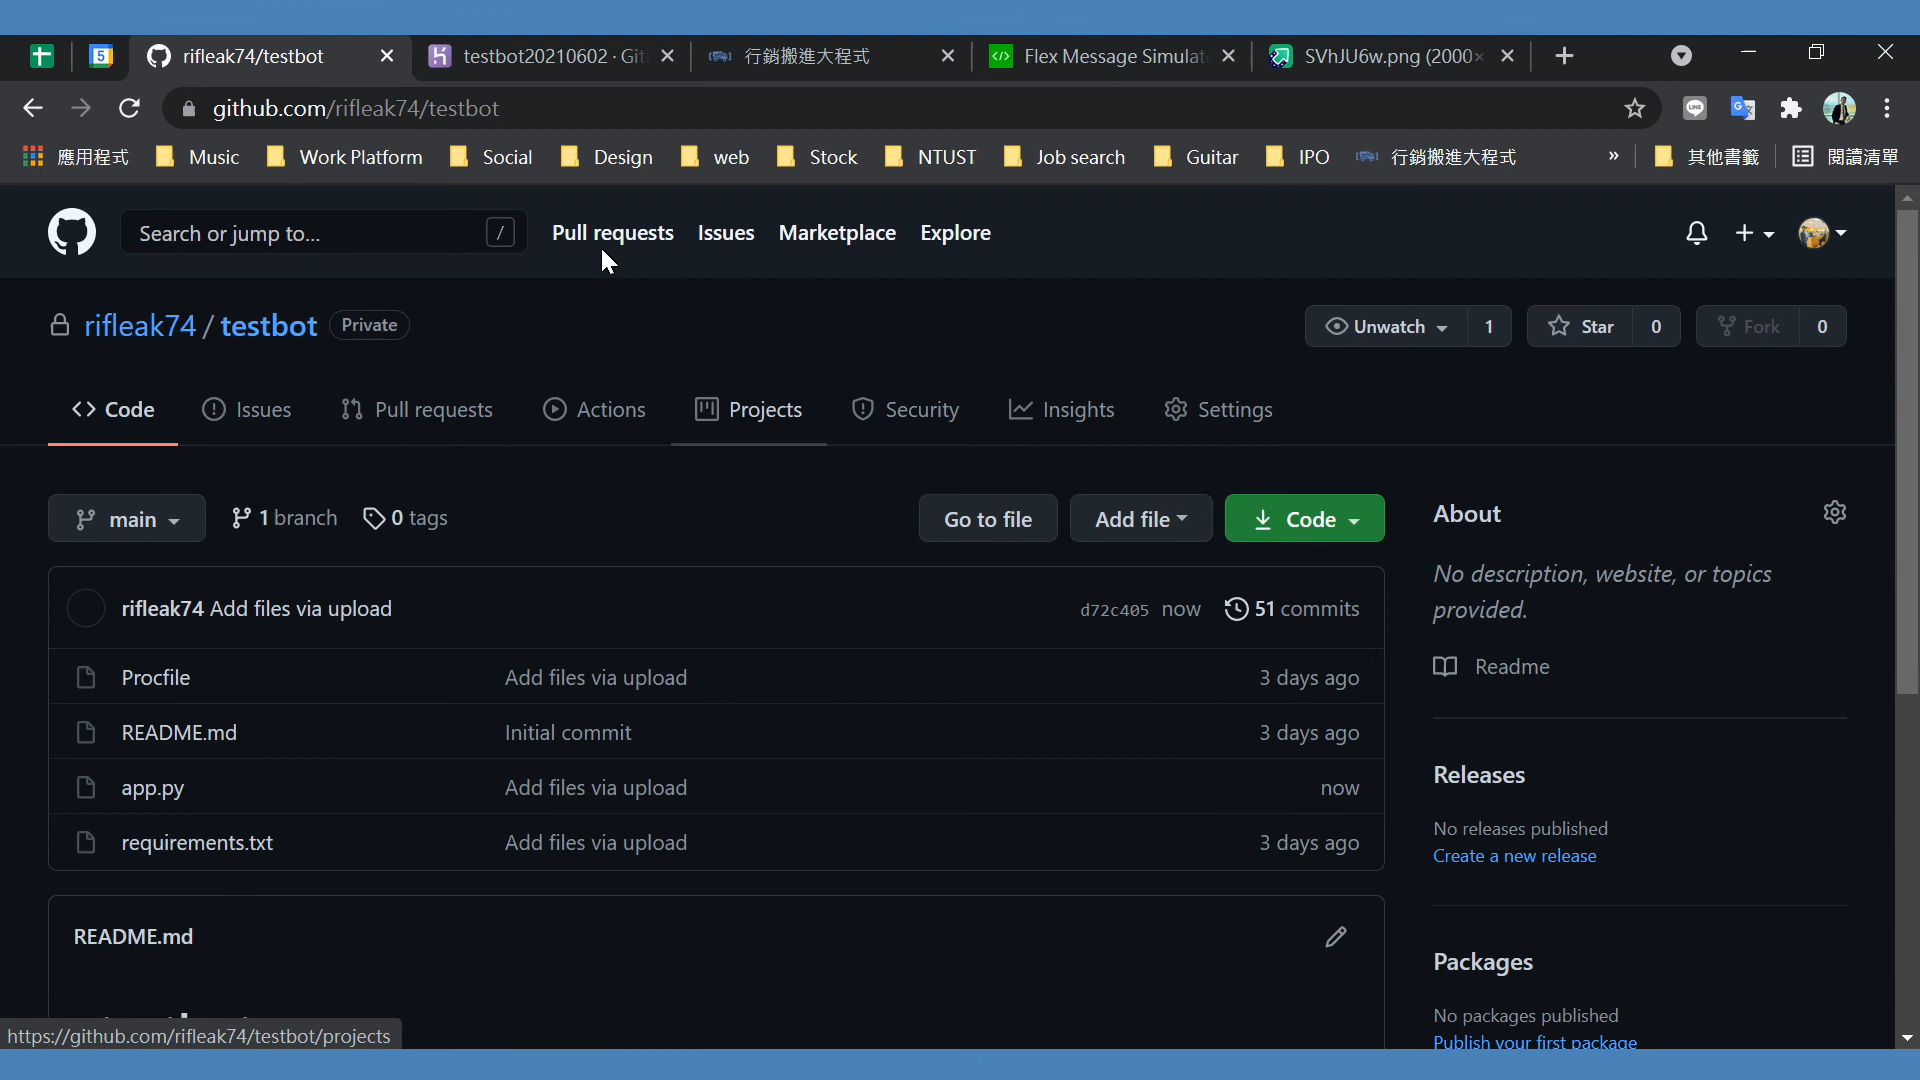 rifleak74/testbot
testbot20210602 · Git
行銷搬進大程式
Flex Message Simulat
SVhJU6w.png (2000×
github.com/rifleak74/testbot
應用程式
Music
Work Platform
Social
Design
web
Stock
NTUST
Job search
Guitar
IPO
行銷搬進大程式
»
其他書籤
閱讀清單
Search or jump to...
/
Pull requests
Issues
Marketplace
Explore
rifleak74 / testbot
Private
Unwatch
1
Star
0
Fork
0
Code
Issues
Pull requests
Actions
Projects
Security
Insights
Settings
main
1 branch
0 tags
Go to file
Add file
Code
About
No description, website, or topics
provided.
Readme
rifleak74 Add files via upload
d72c405 now
51 commits
Procfile
Add files via upload
3 days ago
README.md
Initial commit
3 days ago
app.py
Add files via upload
now
requirements.txt
Add files via upload
3 days ago
Releases
No releases published
Create a new release
README.md
Packages
No packages published
Publish your first package
https://github.com/rifleak74/testbot/projects